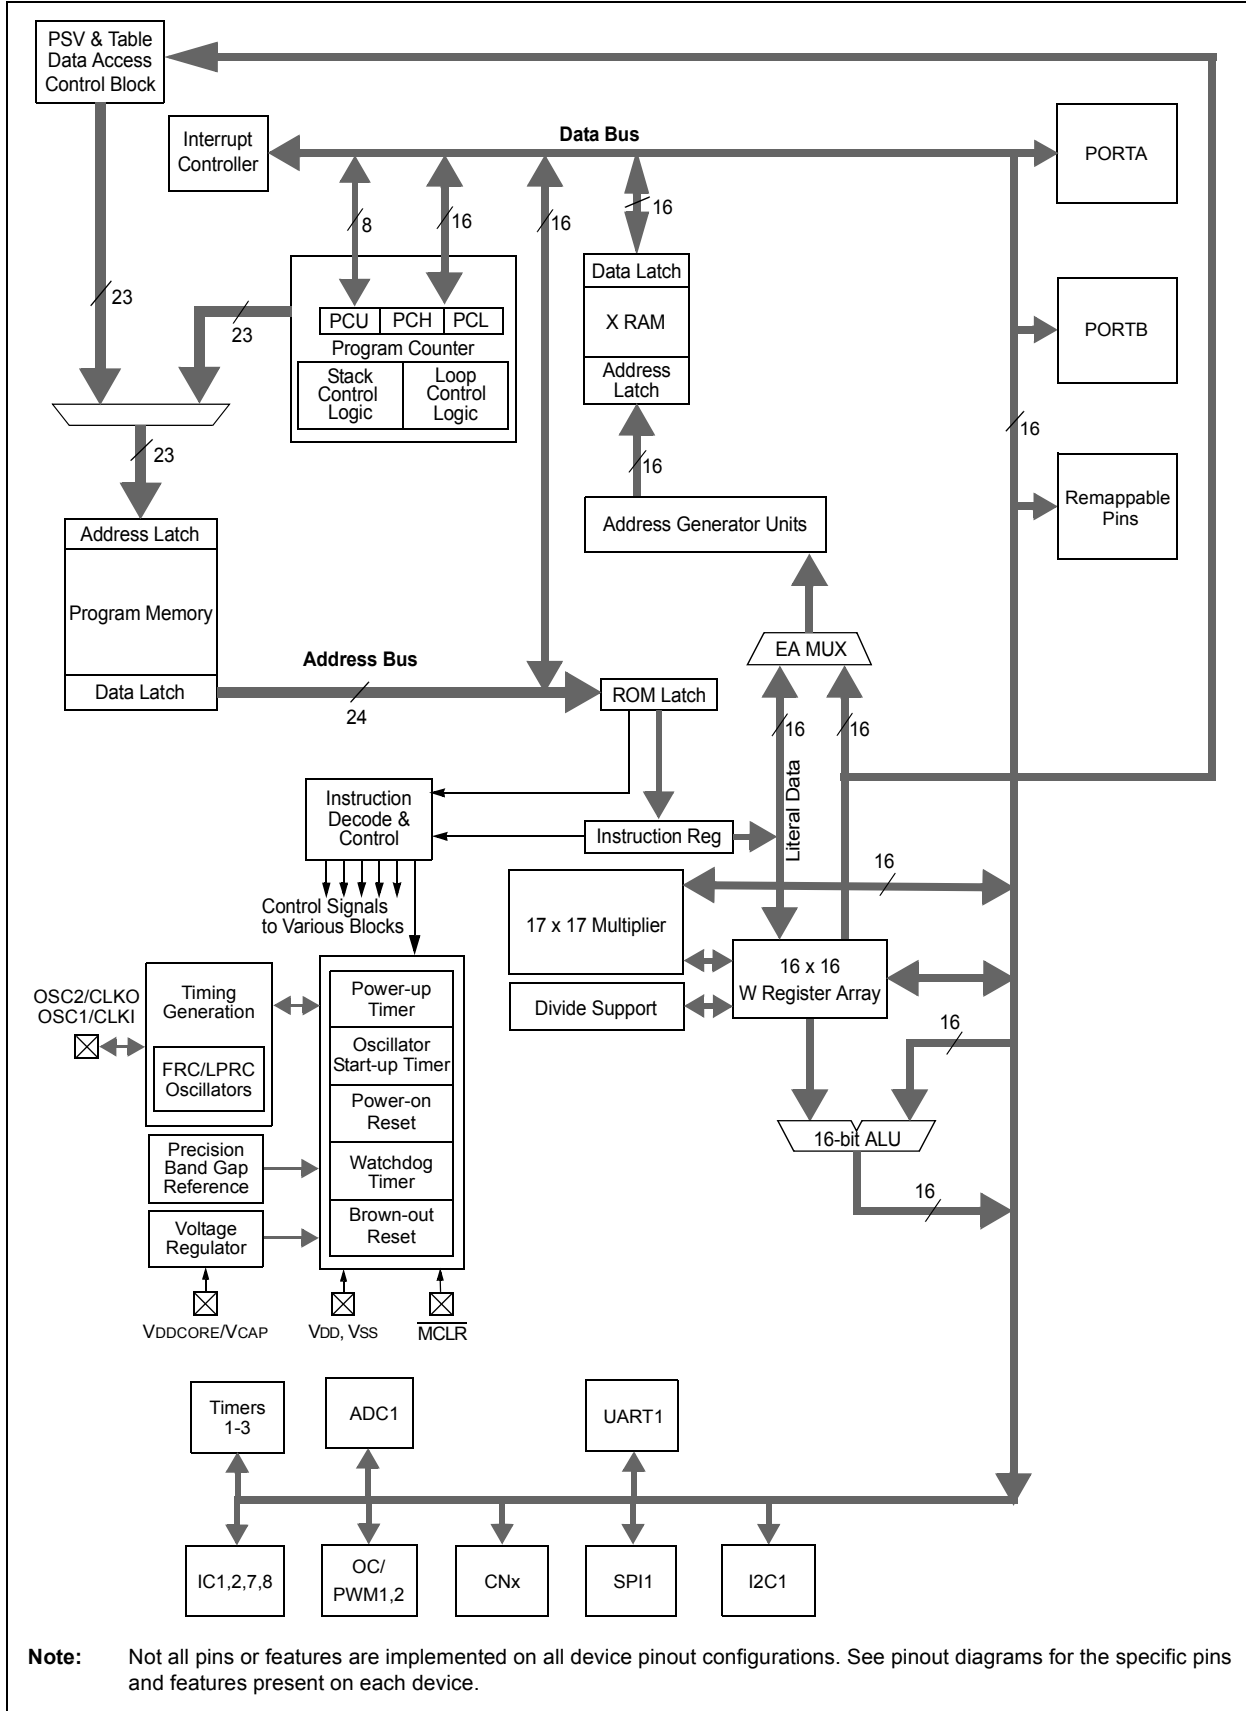 PSV & Table
Data Access
Control Block
Interrupt
Controller
Data Bus
PORTA
8
16
16
16
Data Latch
X RAM
Address
Latch
23
23
PCU PCH PCL
Program Counter
Stack
Control
Logic
Loop
Control
Logic
PORTB
16
23
16
Address Latch
Program Memory
Data Latch
Address Generator Units
Remappable
Pins
EA MUX
Address Bus
24
ROM Latch
16
16
Literal Data
Instruction
Decode &
Control
Instruction Reg
16
Control Signals
to Various Blocks
17 x 17 Multiplier
16 x 16
W Register Array
Divide Support
OSC2/CLKO
OSC1/CLKI
Timing
Generation
FRC/LPRC
Oscillators
Power-up
Timer
Oscillator
Start-up Timer
Power-on
Reset
Watchdog
Timer
Brown-out
Reset
16
16-bit ALU
16
Precision
Band Gap
Reference
Voltage
Regulator
VDDCORE/VCAP
VDD, VSS
MCLR
Timers
1-3
ADC1
UART1
IC1,2,7,8
OC/
PWM1,2
CNx
SPI1
I2C1
Note: Not all pins or features are implemented on all device pinout configurations. See pinout diagrams for the specific pins
and features present on each device.